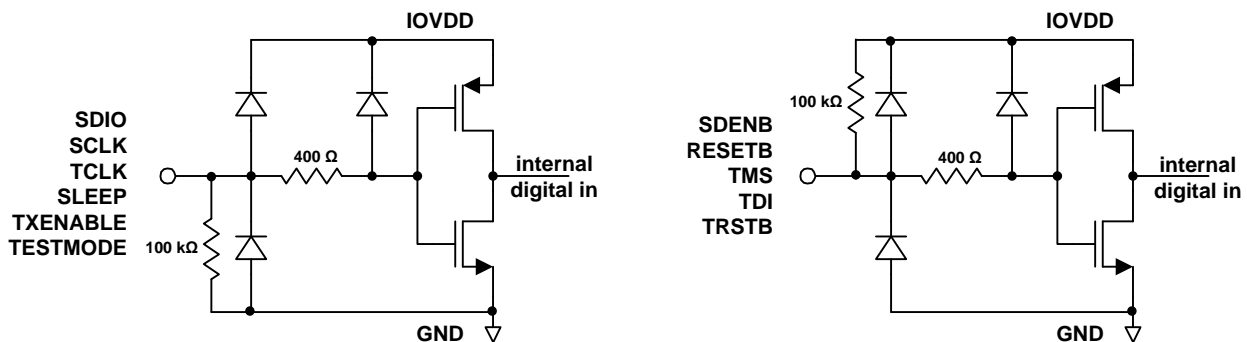 IOVDD
SDIO
SCLK
TCLK
SLEEP
TXENABLE
TESTMODE
400 Ω
100 kΩ
internal
digital in
GND
IOVDD
100 kΩ
SDENB
RESETB
TMS
TDI
TRSTB
400 Ω
internal
digital in
GND